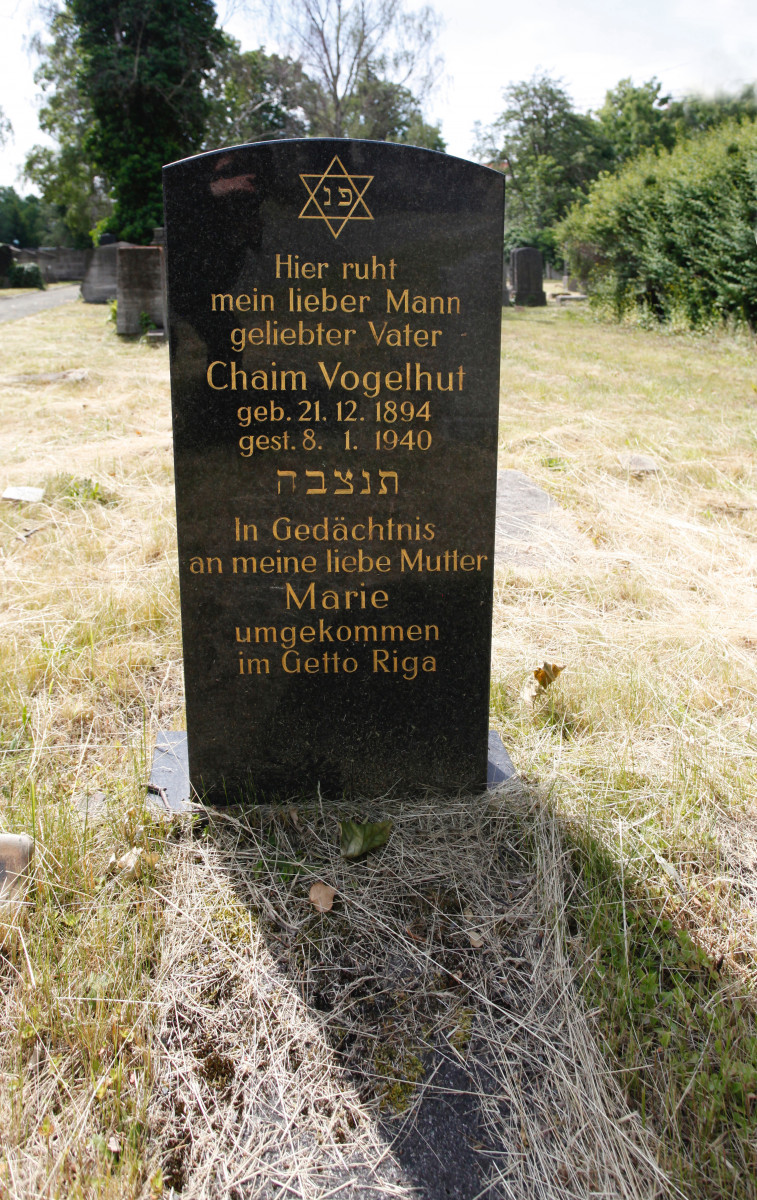 פנ
Hier ruht
mein lieber Mann
geliebter Vater
Chaim Vogelhut
geb. 21. 12. 1894
gest. 8. 1. 1940
תנצבה
In Gedächtnis
an meine liebe Mutter
Marie
umgekommen
im Getto Riga